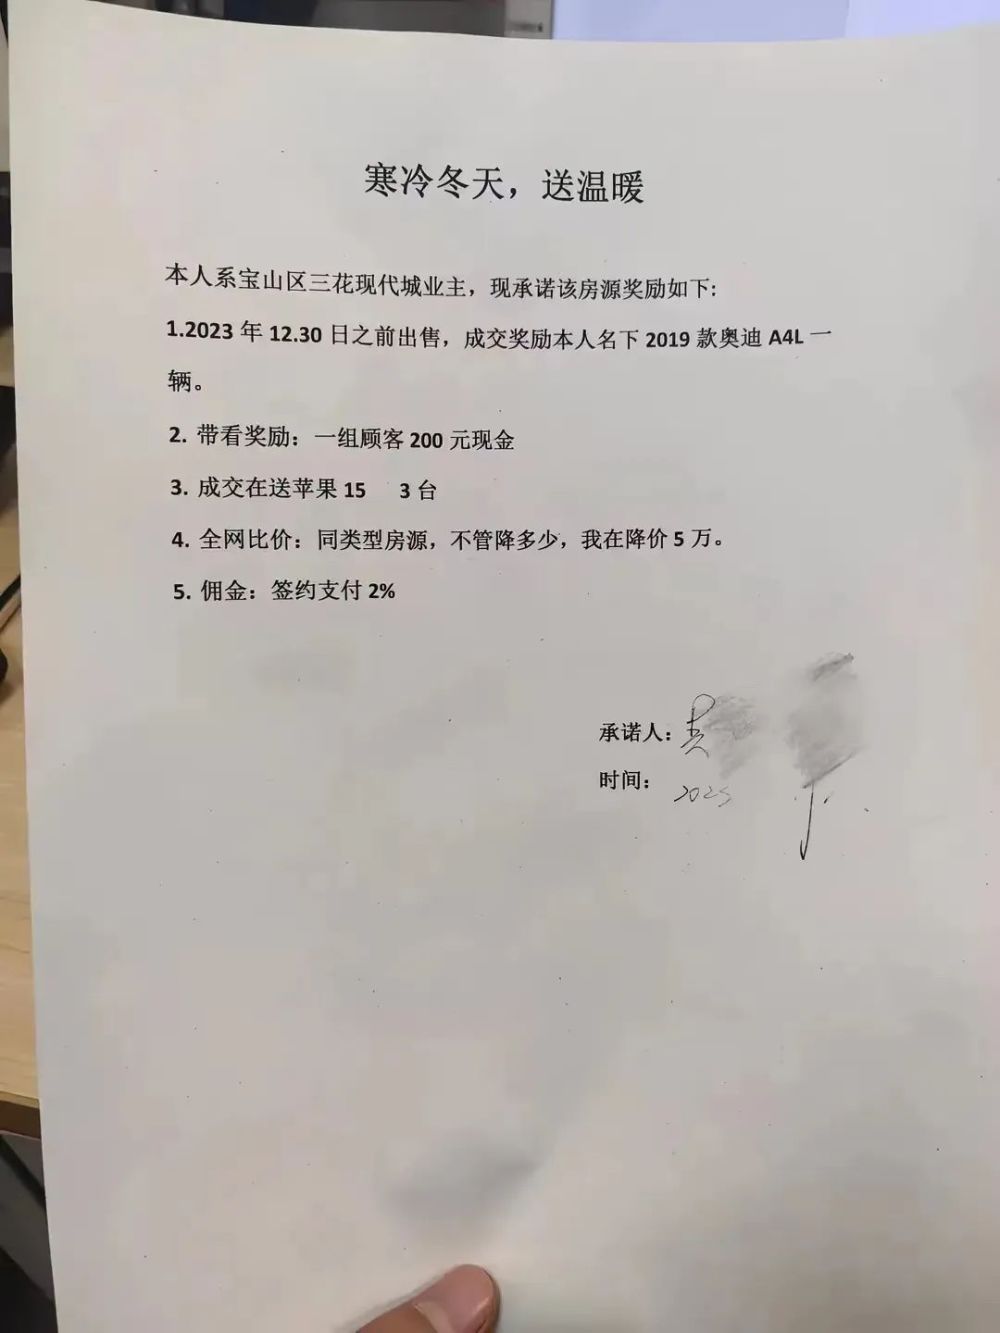 寒冷冬天，送温暖
本人系宝山区三花现代城业主，现承诺该房源奖励如下:
1.2023 年 12.30 日之前出售，成交奖励本人名下 2019 款奥迪 A4L 一
辆。
2. 带看奖励：一组顾客 200 元现金
3. 成交在送苹果 15 3 台
4. 全网比价：同类型房源，不管降多少，我在降价 5 万。
5. 佣金：签约支付 2%
承诺人：
时间：